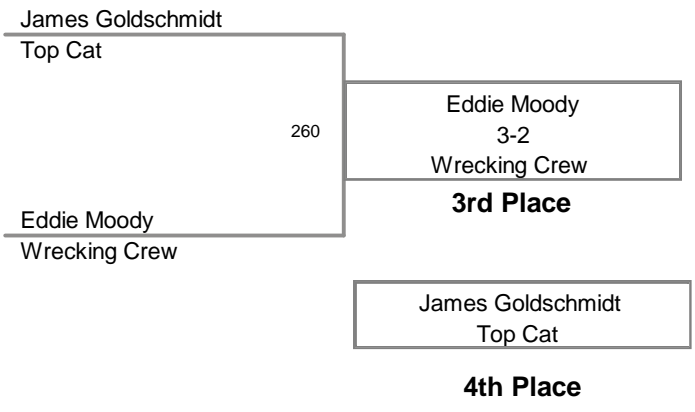 James Goldschmidt
Top Cat
260
Eddie Moody
3-2
Wrecking Crew
3rd Place
Eddie Moody
Wrecking Crew
James Goldschmidt
Top Cat
4th Place